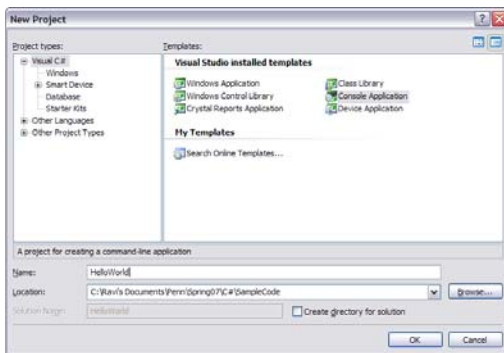 New Project
Project types:
Templates:
Visual C#
Windows
Smart Device
Database
Starter Kits
Other Languages
Other Project Types
Visual Studio installed templates
Windows Application
Class Library
Windows Control Library
Console Application
Crystal Reports Application
Device Application
My Templates
Search Online Templates...
A project for creating a command-line application
Name:
HelloWorld
Location:
C:\Ravi's Documents\Penn\Spring07\C#\SampleCode
Browse...
Solution Name:
HelloWorld
Create directory for solution
OK
Cancel